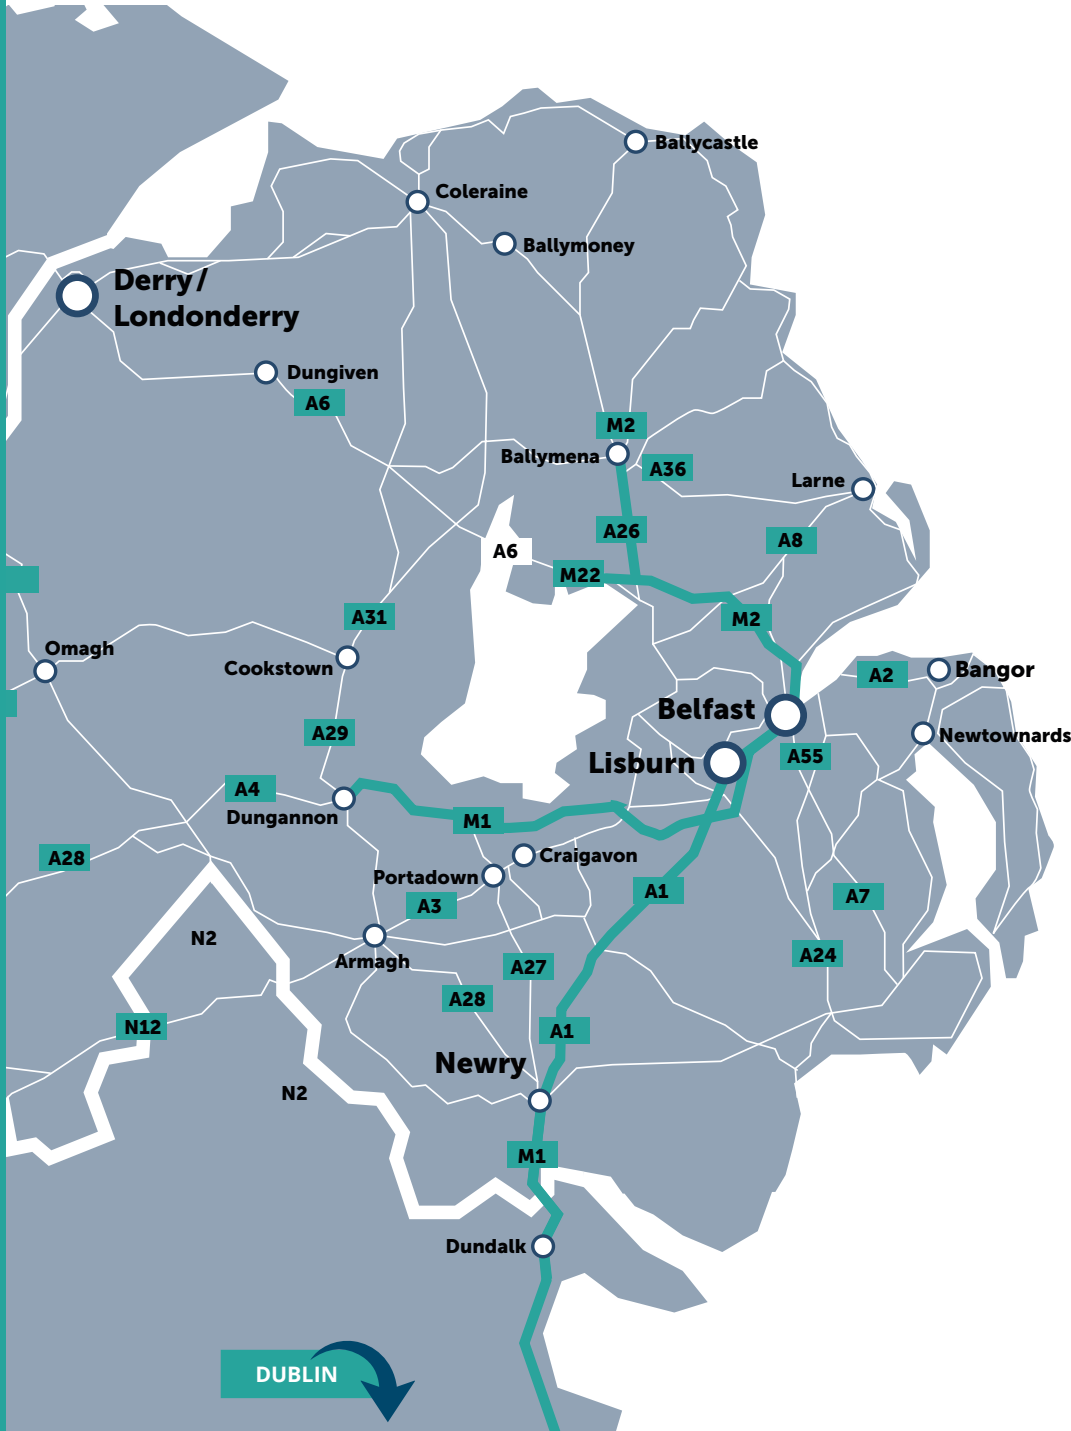 Ballycastle
Coleraine
Ballymoney
Derry/
Londonderry
Dungiven
A6
M2
Ballymena
A36
Larne
A26
A8
A6
M22
A31
M2
Omagh
Cookstown
A2
Bangor
Belfast
A29
Newtownards
Lisburn
A55
A4
Dungannon
M1
A28
Craigavon
Portadown
A1
A7
A3
N2
Armagh
A24
A27
A28
N12
A1
Newry
N2
M1
Dundalk
DUBLIN